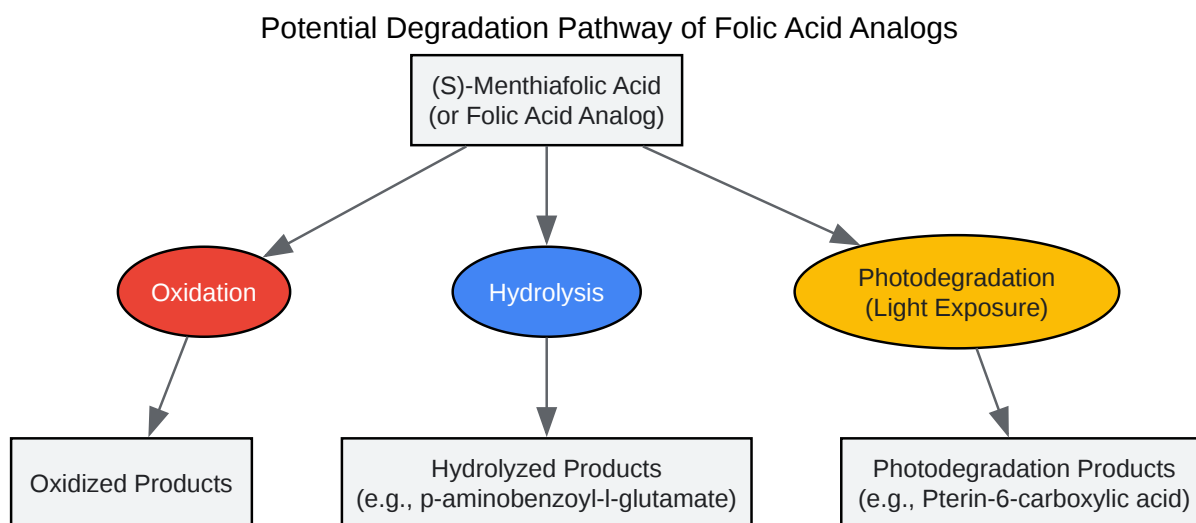 Potential Degradation Pathway of Folic Acid Analogs
(S)-Menthiafolic Acid
(or Folic Acid Analog)
Oxidation
Hydrolysis
Photodegradation
(Light Exposure)
Oxidized Products
Hydrolyzed Products
(e.g., p-aminobenzoyl-l-glutamate)
Photodegradation Products
(e.g., Pterin-6-carboxylic acid)